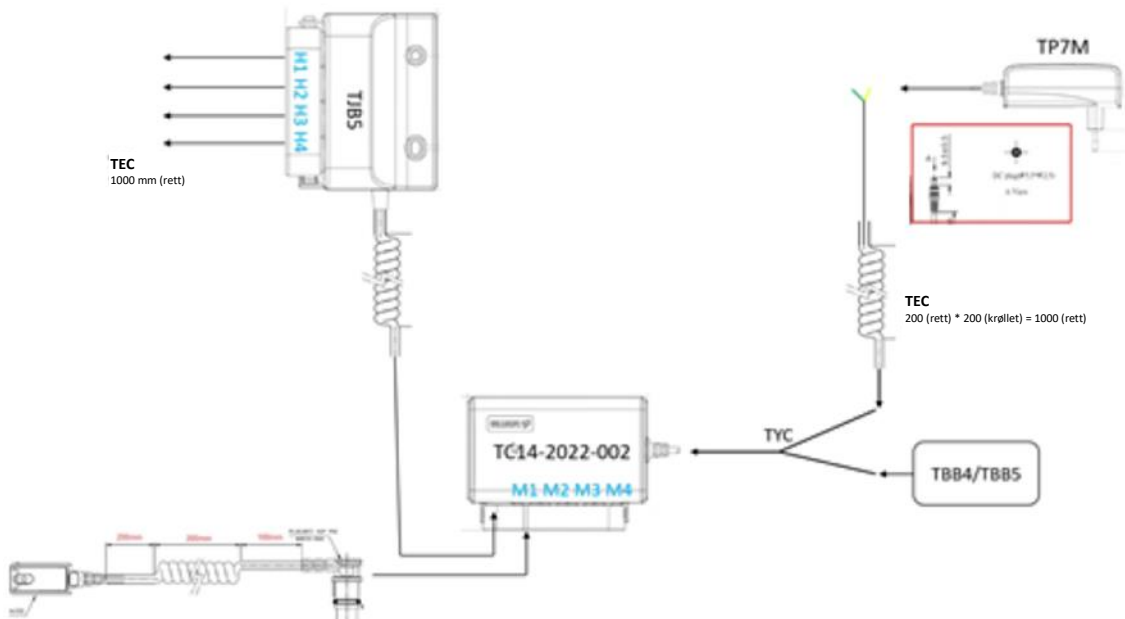 TP7M
H1 H2 H3 H4
TJB5
TEC
1000 mm (rett)
TEC
200 (rett) * 200 (krøllet) = 1000 (rett)
TC14-2022-002
M1 M2 M3 M4
TYC
TBB4/TBB5
200mm
200mm
100mm